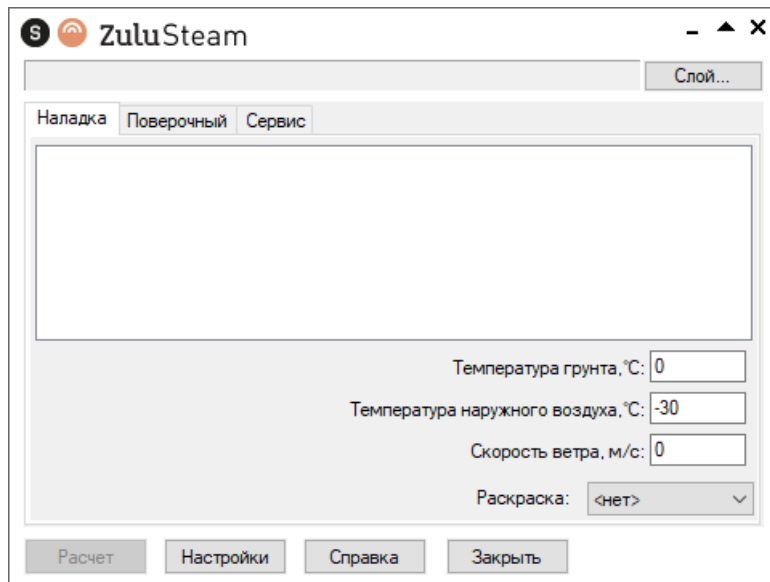 S ZuluSteam
Слой...
Наладка Поверочный Сервис
Температура грунта,°C: 0
Температура наружного воздуха,°C: -30
Скорость ветра, м/с: 0
Раскраска: <нет>
Расчет Настройки Справка Закрыть